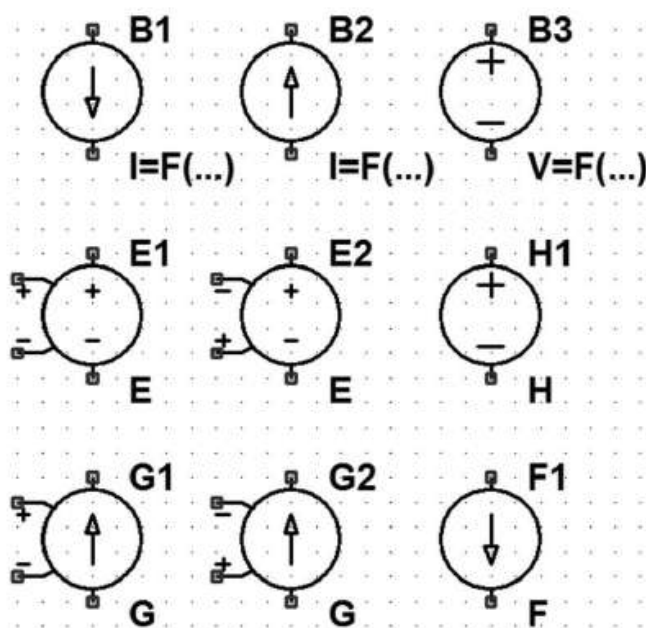 B1 B2 B3
+
−
I=F(...) I=F(...) V=F(...)
E1 E2 H1
+ + − + +
− − + − −
E E H
G1 G2 F1
+ −
− +
G G F